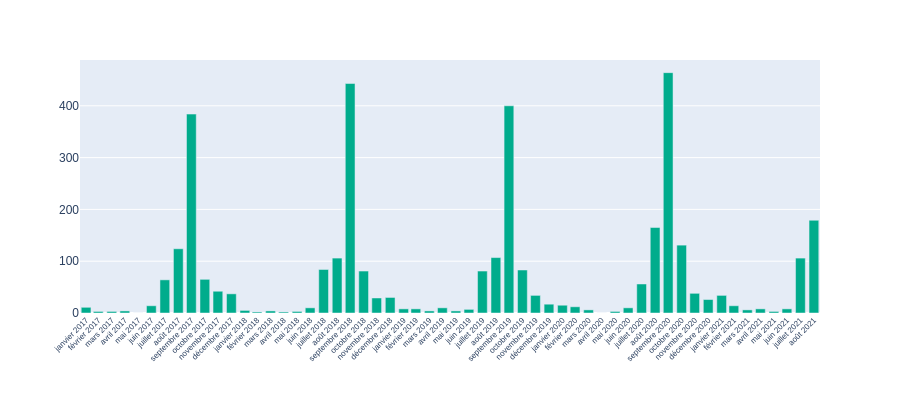 400
300
200
100
0
janvier 2017
février 2017
mars 2017
avril 2017
mai 2017
juin 2017
juillet 2017
août 2017
septembre 2017
octobre 2017
novembre 2017
décembre 2017
janvier 2018
février 2018
mars 2018
avril 2018
mai 2018
juin 2018
juillet 2018
août 2018
septembre 2018
octobre 2018
novembre 2018
décembre 2018
janvier 2019
février 2019
mars 2019
avril 2019
mai 2019
juin 2019
juillet 2019
août 2019
septembre 2019
octobre 2019
novembre 2019
décembre 2019
janvier 2020
février 2020
mars 2020
avril 2020
mai 2020
juin 2020
juillet 2020
août 2020
septembre 2020
octobre 2020
novembre 2020
décembre 2020
janvier 2021
février 2021
mars 2021
avril 2021
mai 2021
juin 2021
juillet 2021
août 2021